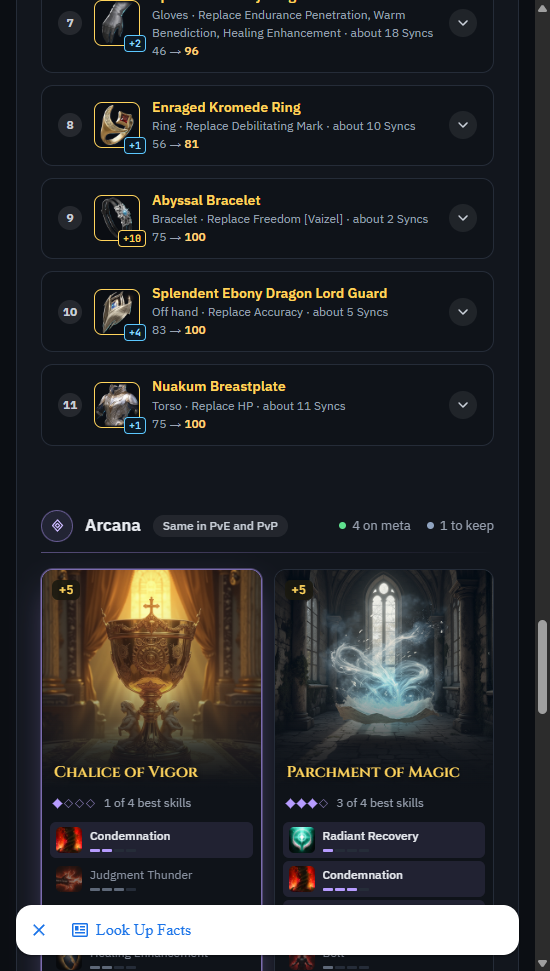 7
+2
Gloves · Replace Endurance Penetration, Warm
Benediction, Healing Enhancement · about 18 Syncs
46 → 96
8
+1
Enraged Kromede Ring
Ring · Replace Debilitating Mark · about 10 Syncs
56 → 81
9
+10
Abyssal Bracelet
Bracelet · Replace Freedom [Vaizel] · about 2 Syncs
75 → 100
10
+4
Splendent Ebony Dragon Lord Guard
Off hand · Replace Accuracy · about 5 Syncs
83 → 100
11
+1
Nuakum Breastplate
Torso · Replace HP · about 11 Syncs
75 → 100
Arcana
Same in PvE and PvP
4 on meta
1 to keep
+5
CHALICE OF VIGOR
1 of 4 best skills
Condemnation
Judgment Thunder
Healing Enhancement
+5
PARCHMENT OF MAGIC
3 of 4 best skills
Radiant Recovery
Condemnation
Look Up Facts